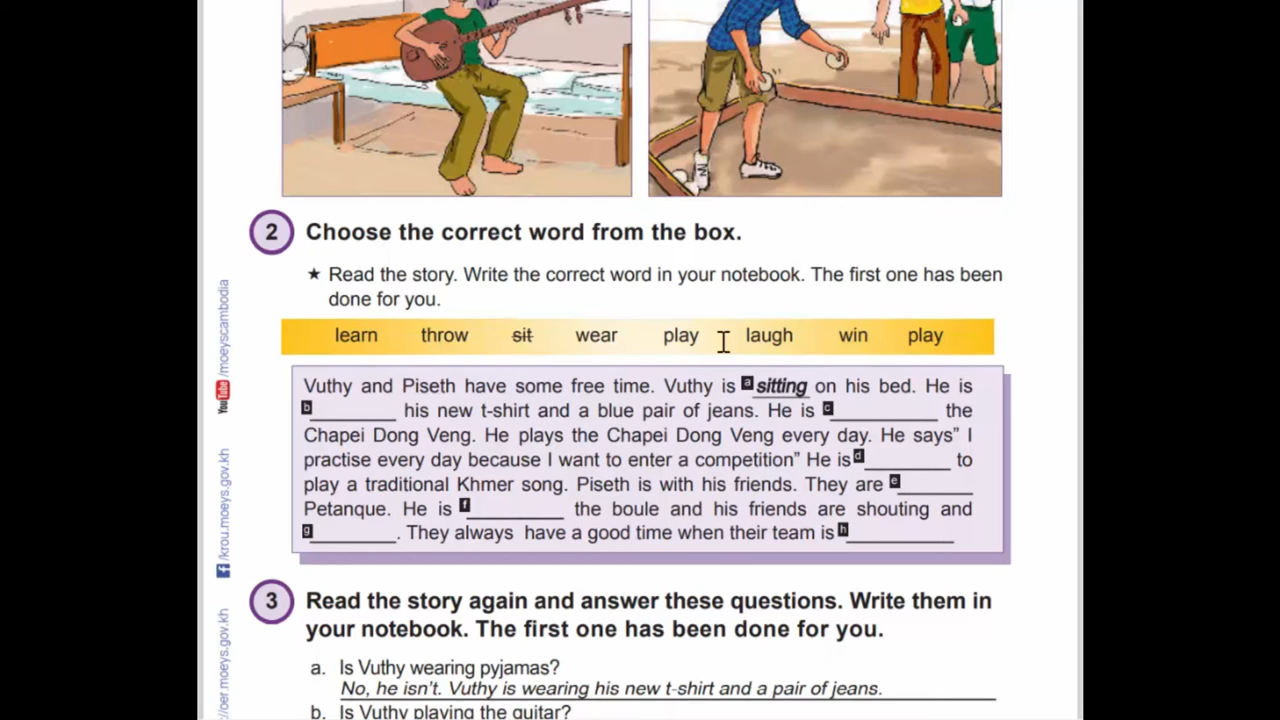 2 Choose the correct word from the box.
★ Read the story. Write the correct word in your notebook. The first one has been
done for you.
learn throw sit wear play laugh win play
Vuthy and Piseth have some free time. Vuthy is a sitting on his bed. He is
b________ his new t-shirt and a blue pair of jeans. He is c__________ the
Chapei Dong Veng. He plays the Chapei Dong Veng every day. He says” I
practise every day because I want to enter a competition” He is d________ to
play a traditional Khmer song. Piseth is with his friends. They are e_______
Petanque. He is f_________ the boule and his friends are shouting and
g________. They always have a good time when their team is h__________
3 Read the story again and answer these questions. Write them in
your notebook. The first one has been done for you.
a. Is Vuthy wearing pyjamas?
No, he isn’t. Vuthy is wearing his new t-shirt and a pair of jeans.
b. Is Vuthy playing the guitar?
YouTube /moeyscambodia
f /krou.moeys.gov.kh
//oer.moeys.gov.kh